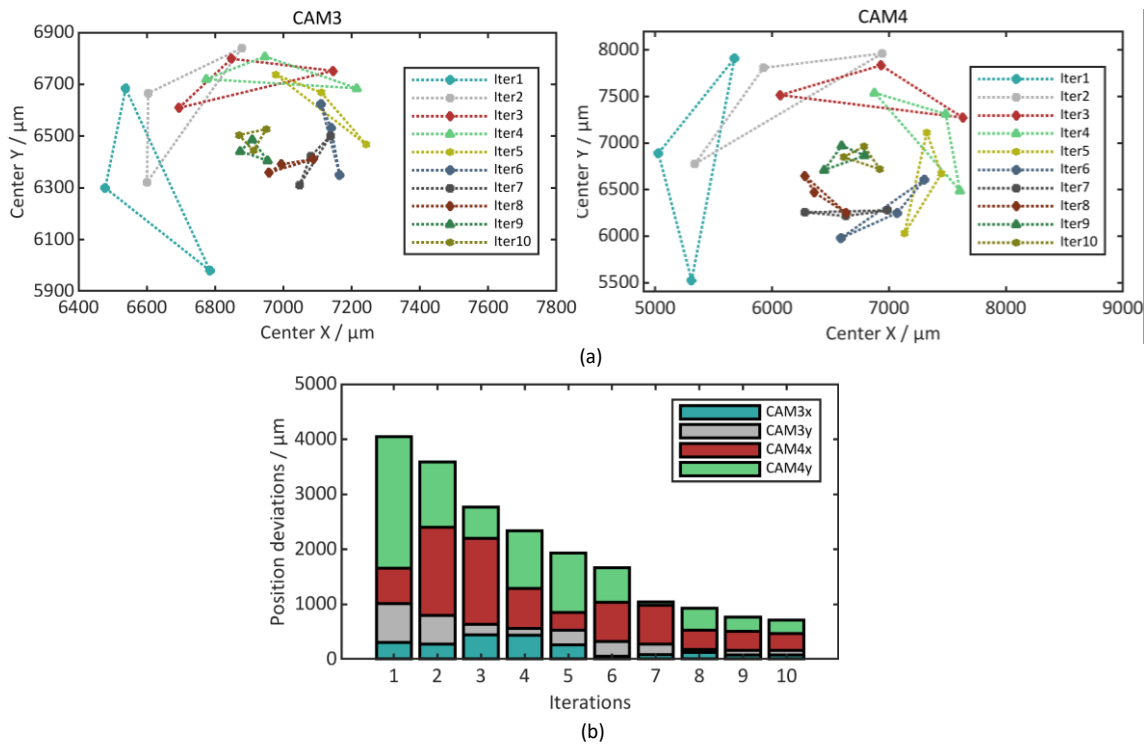 CAM3
CAM4
6900
6700
6500
6300
6100
5900
Center Y / µm
6400 6600 6800 7000 7200 7400 7600 7800
Center X / µm
Iter1
Iter2
Iter3
Iter4
Iter5
Iter6
Iter7
Iter8
Iter9
Iter10
8000
7500
7000
6500
6000
5500
Center Y / µm
5000 6000 7000 8000 9000
Center X / µm
Iter1
Iter2
Iter3
Iter4
Iter5
Iter6
Iter7
Iter8
Iter9
Iter10
(a)
5000
4000
3000
2000
1000
0
Position deviations / µm
CAM3x
CAM3y
CAM4x
CAM4y
1 2 3 4 5 6 7 8 9 10
Iterations
(b)